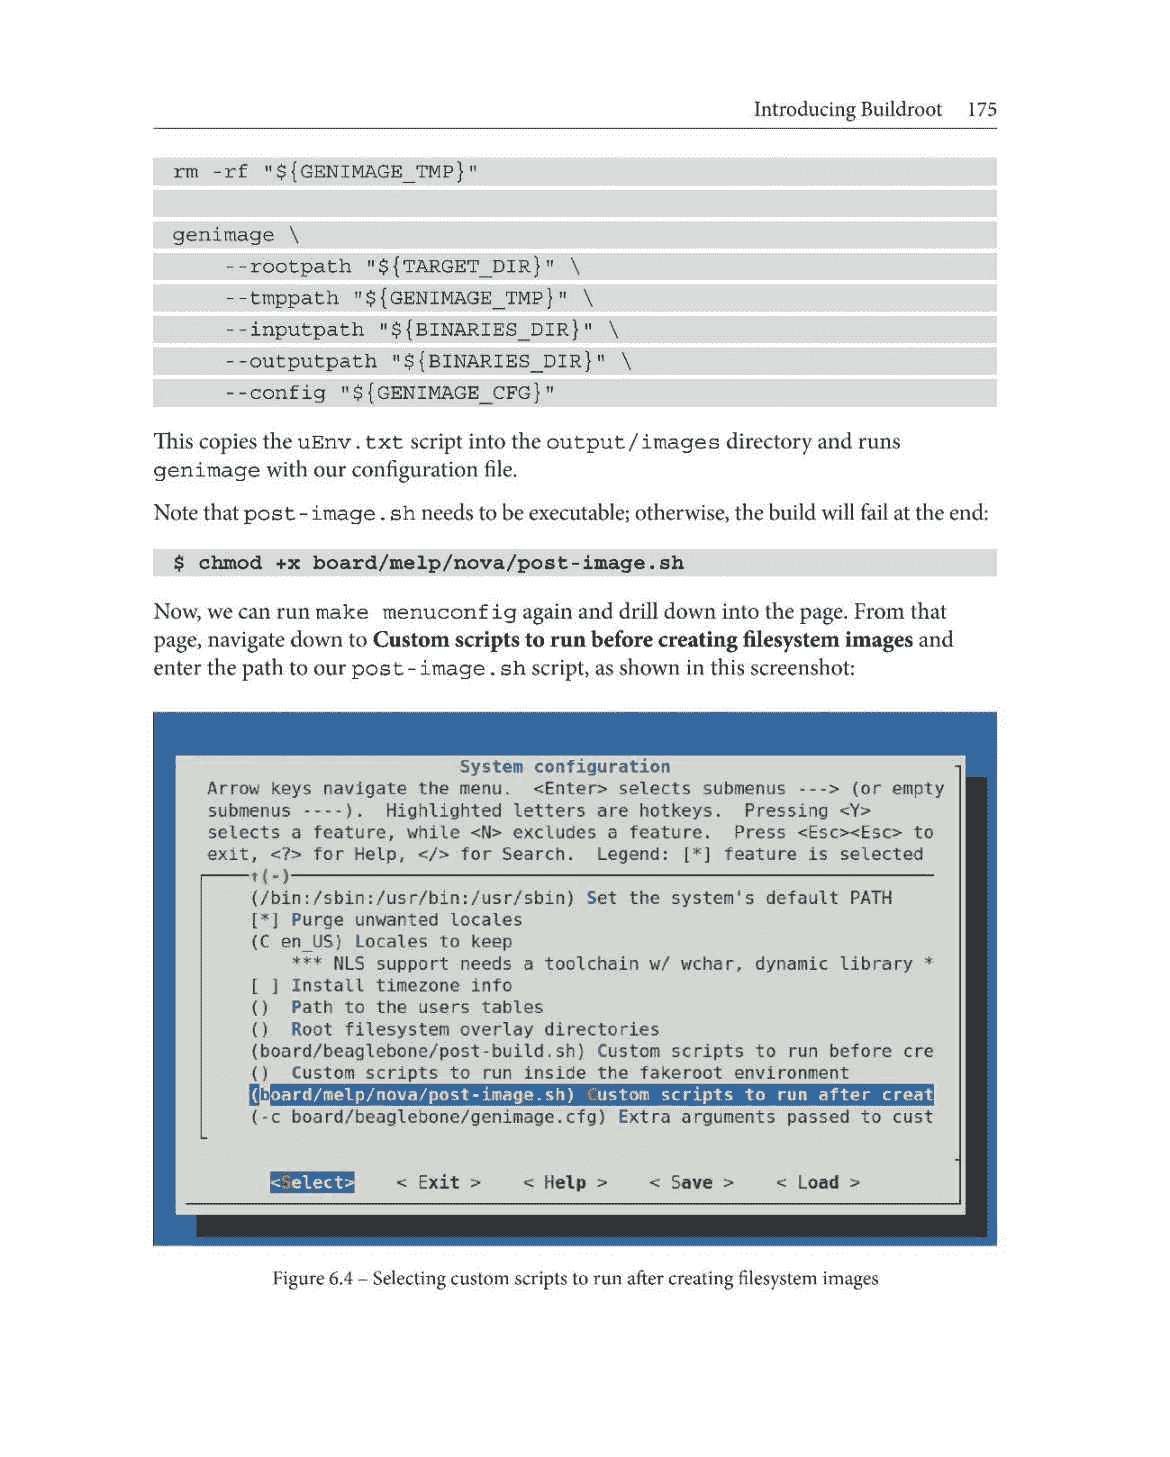 Introducing Buildroot 175
rm -rf "${GENIMAGE_TMP}"
genimage \
--rootpath "${TARGET_DIR}" \
--tmppath "${GENIMAGE_TMP}" \
--inputpath "${BINARIES_DIR}" \
--outputpath "${BINARIES_DIR}" \
--config "${GENIMAGE_CFG}"
This copies the uEnv.txt script into the output/images directory and runs
genimage with our configuration file.
Note that post-image.sh needs to be executable; otherwise, the build will fail at the end:
$ chmod +x board/melp/nova/post-image.sh
Now, we can run make menuconfig again and drill down into the page. From that
page, navigate down to Custom scripts to run before creating filesystem images and
enter the path to our post-image.sh script, as shown in this screenshot:
System configuration
Arrow keys navigate the menu. <Enter> selects submenus ---> (or empty
submenus ----). Highlighted letters are hotkeys. Pressing <Y>
selects a feature, while <N> excludes a feature. Press <Esc><Esc> to
exit, <?> for Help, </> for Search. Legend: [*] feature is selected
↑(-)
(/bin:/sbin:/usr/bin:/usr/sbin) Set the system's default PATH
[*] Purge unwanted locales
(C en_US) Locales to keep
*** NLS support needs a toolchain w/ wchar, dynamic library *
[ ] Install timezone info
() Path to the users tables
() Root filesystem overlay directories
(board/beaglebone/post-build.sh) Custom scripts to run before cre
() Custom scripts to run inside the fakeroot environment
(board/melp/nova/post-image.sh) Custom scripts to run after creat
(-c board/beaglebone/genimage.cfg) Extra arguments passed to cust
<Select> < Exit > < Help > < Save > < Load >
Figure 6.4 – Selecting custom scripts to run after creating filesystem images